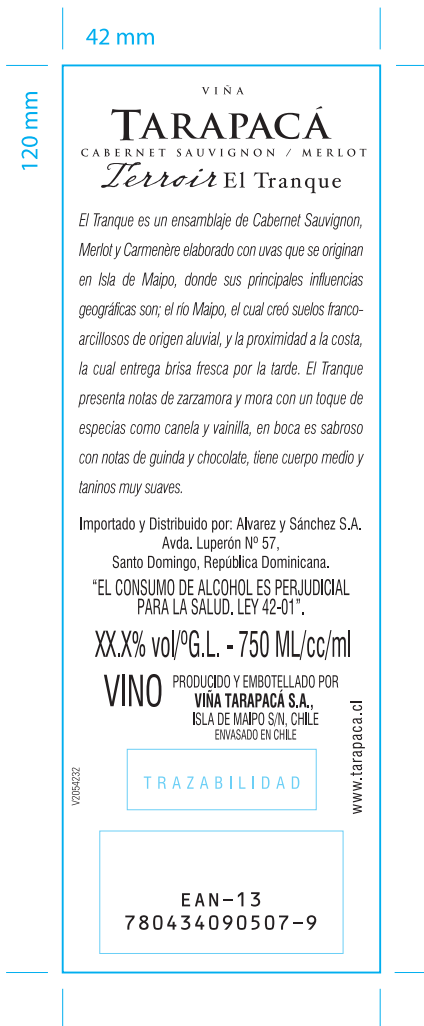 42 mm
120 mm
VIÑA
TARAPACÁ
CABERNET SAUVIGNON / MERLOT
Terroir El Tranque
El Tranque es un ensamblaje de Cabernet Sauvignon,
Merlot y Carmenère elaborado con uvas que se originan
en Isla de Maipo, donde sus principales influencias
geográficas son; el río Maipo, el cual creó suelos franco-
arcillosos de origen aluvial, y la proximidad a la costa,
la cual entrega brisa fresca por la tarde. El Tranque
presenta notas de zarzamora y mora con un toque de
especias como canela y vainilla, en boca es sabroso
con notas de guinda y chocolate, tiene cuerpo medio y
taninos muy suaves.
Importado y Distribuido por: Alvarez y Sánchez S.A.
Avda. Luperón Nº 57,
Santo Domingo, República Dominicana.
“EL CONSUMO DE ALCOHOL ES PERJUDICIAL
PARA LA SALUD. LEY 42-01”.
XX.X% vol/ºG.L. - 750 ML/cc/ml
VINO
PRODUCIDO Y EMBOTELLADO POR
VIÑA TARAPACÁ S.A.,
ISLA DE MAIPO S/N, CHILE
ENVASADO EN CHILE
www.tarapaca.cl
V2054232
TRAZABILIDAD
EAN-13
780434090507-9